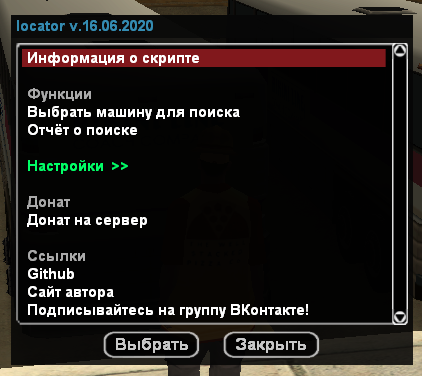 locator v.16.06.2020
Информация о скрипте
Функции
Выбрать машину для поиска
Отчёт о поиске
Настройки >>
Донат
Донат на сервер
Ссылки
Github
Сайт автора
Подписывайтесь на группу ВКонтакте!
Выбрать Закрыть